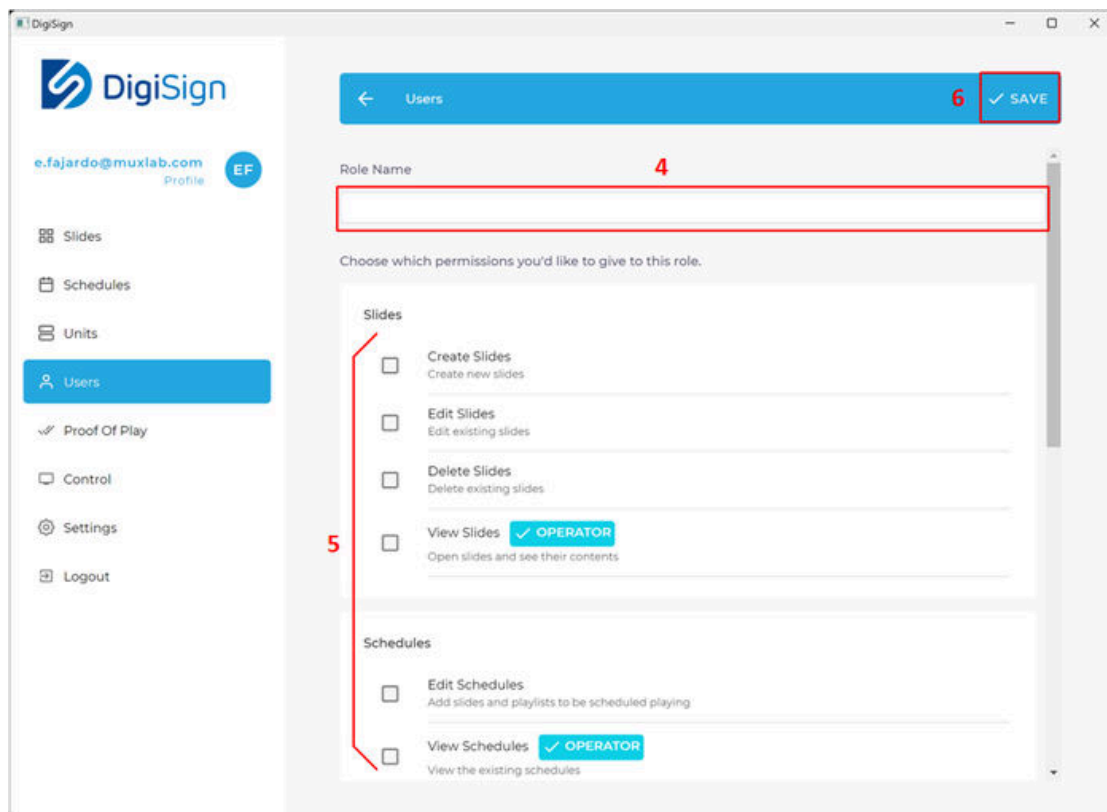 DigiSign
DigiSign
e.fajardo@muxlab.com
Profile
EF
Slides
Schedules
Units
Users
Proof Of Play
Control
Settings
Logout
Users
6
SAVE
Role Name
4
Choose which permissions you'd like to give to this role.
Slides
Create Slides
Create new slides
Edit Slides
Edit existing slides
Delete Slides
Delete existing slides
5
View Slides OPERATOR
Open slides and see their contents
Schedules
Edit Schedules
Add slides and playlists to be scheduled playing
View Schedules OPERATOR
View the existing schedules